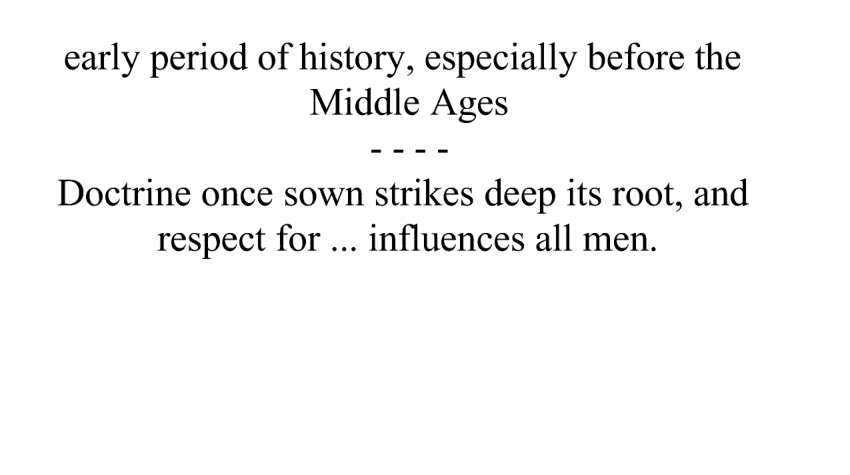 early period of history, especially before the
Middle Ages
- - - -
Doctrine once sown strikes deep its root, and
respect for ... influences all men.